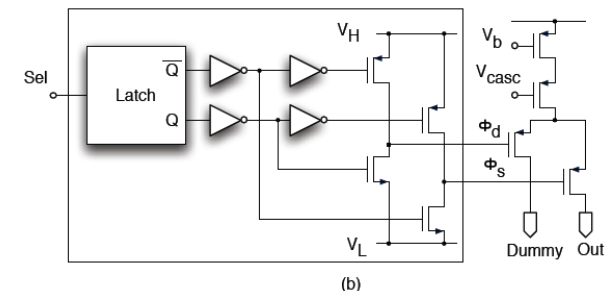 V_H
V_b
Sel
Q̅
Latch
V_casc
Q
Φ_d
Φ_s
V_L
Dummy Out
(b)